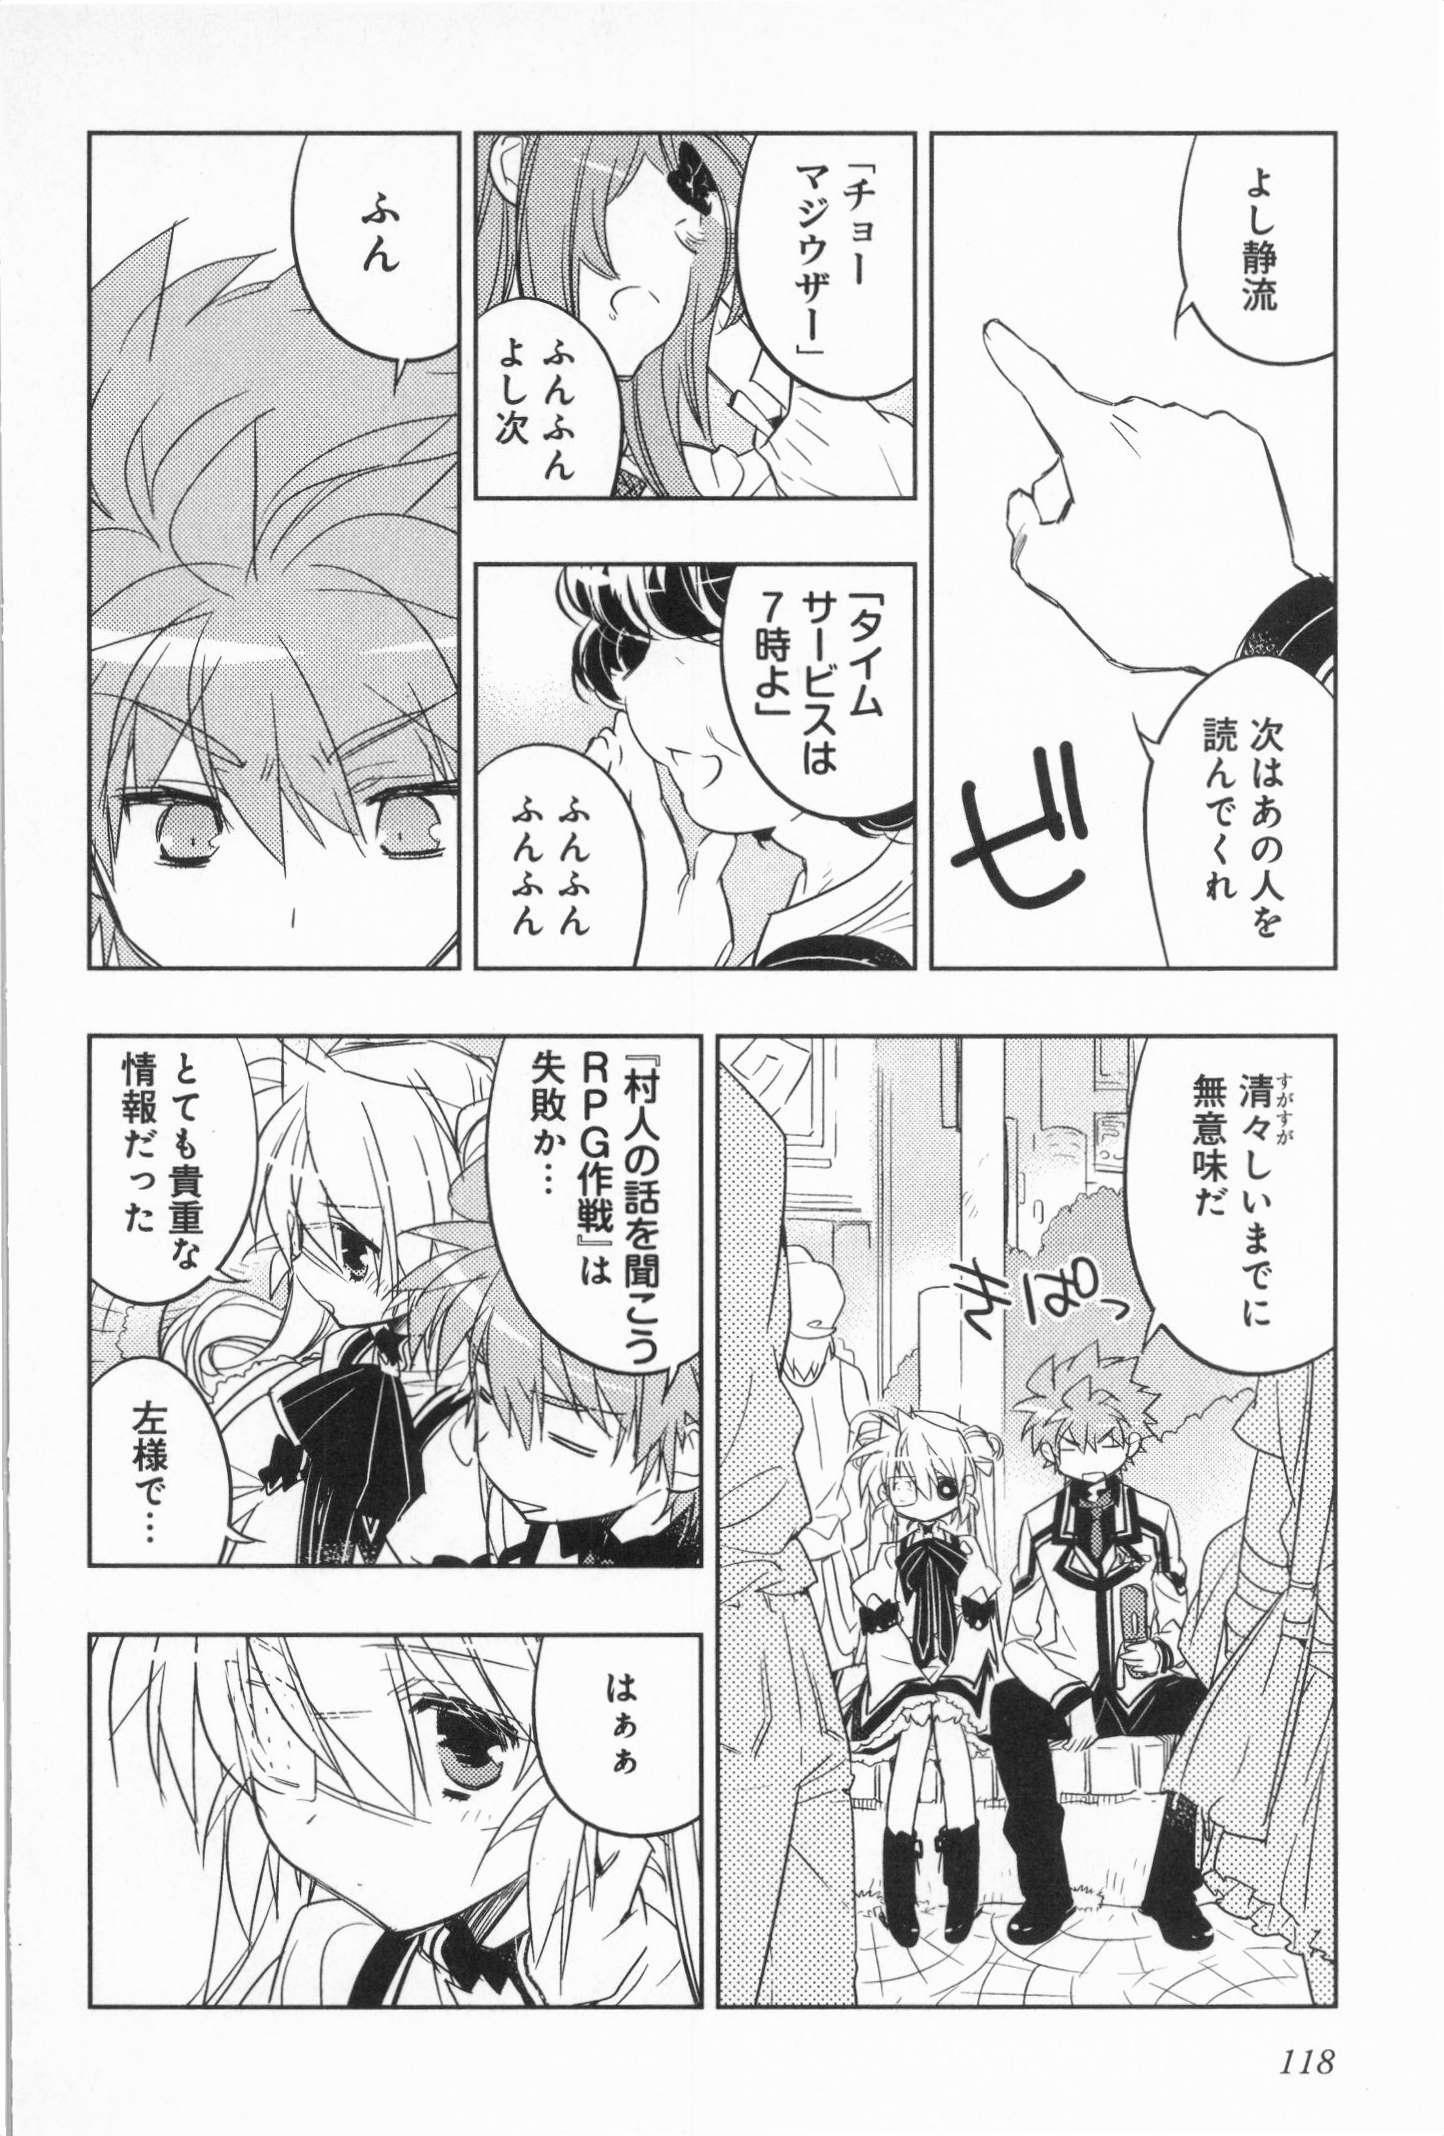 よし静流
次はあの人を
読んでくれ
ビ
「チョー
マジウザー」
ふんふん
よし次
「タイム
サービスは
7時よ」
ふんふん
ふんふん
ふん
清々しいまでに
すがすが
無意味だ
ぱっ
『村人の話を聞こう
RPG作戦』は
失敗か…
とても貴重な
情報だった
左様で…
はぁぁ
118